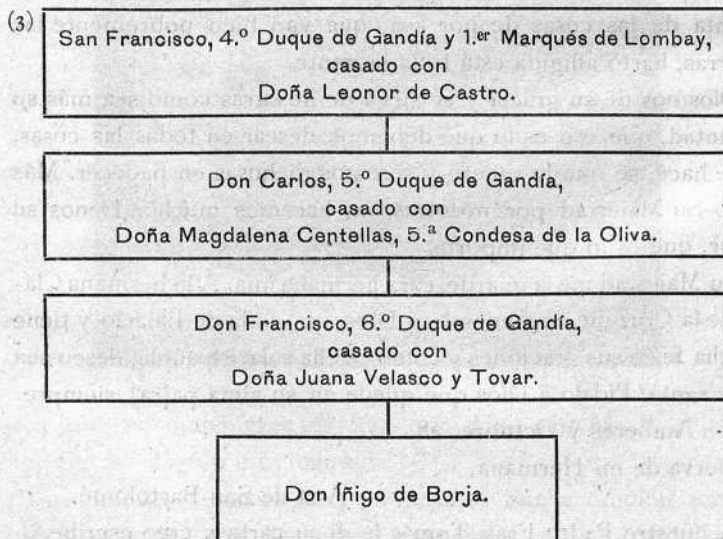 (3)
San Francisco, 4.º Duque de Gandía y 1.er Marqués de Lombay,
casado con
Doña Leonor de Castro.
Don Carlos, 5.º Duque de Gandía,
casado con
Doña Magdalena Centellas, 5.ª Condesa de la Oliva.
Don Francisco, 6.º Duque de Gandía,
casado con
Doña Juana Velasco y Tovar.
Don Íñigo de Borja.